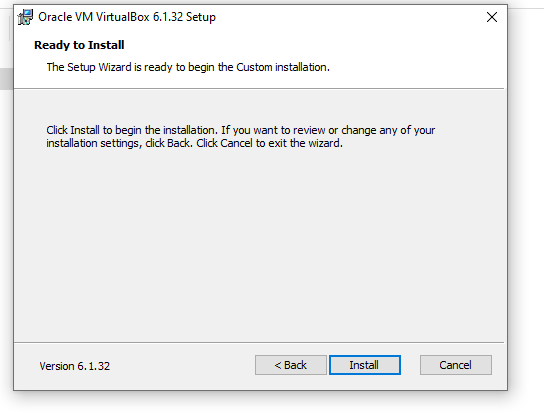 Oracle VM VirtualBox 6.1.32 Setup
Ready to Install
The Setup Wizard is ready to begin the Custom installation.
Click Install to begin the installation. If you want to review or change any of your
installation settings, click Back. Click Cancel to exit the wizard.
Version 6.1.32
< Back
Install
Cancel